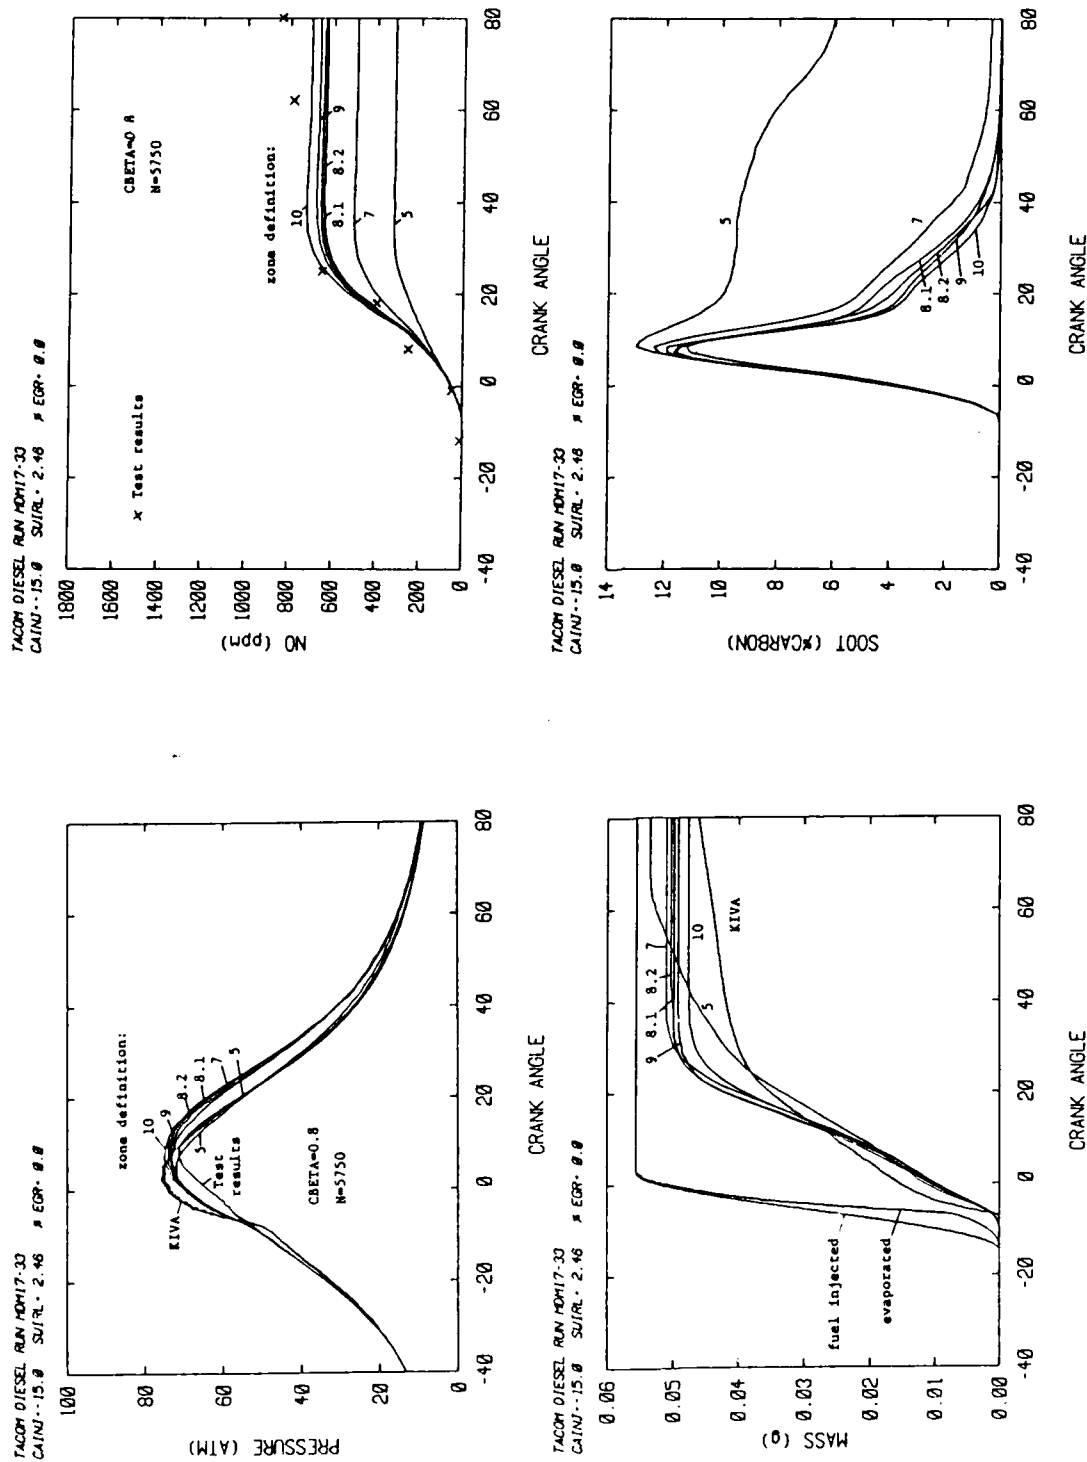 TACOM DIESEL RUN MDM17-33
CAINJ--15.0 SWIRL- 2.46 % EGR- 0.0
PRESSURE (ATM)
100
80
60
40
20
0
-40
-20
0
20
40
60
80
CRANK ANGLE
zone definition:
10
9
8.2
8.1
7
5
KIVA
5
Test
results
CBETA=0.8
N=5750
TACOM DIESEL RUN MDM17-33
CAINJ--15.0 SWIRL- 2.46 % EGR- 0.0
NO (ppm)
1800
1600
1400
1200
1000
800
600
400
200
0
-40
-20
0
20
40
60
80
CRANK ANGLE
x Test results
CBETA=0.8
N=5750
zone definition:
10
8.1
8.2
9
7
5
TACOM DIESEL RUN MDM17-33
CAINJ--15.0 SWIRL- 2.46 % EGR- 0.0
MASS (g)
0.06
0.05
0.04
0.03
0.02
0.01
0.00
-40
-20
0
20
40
60
80
CRANK ANGLE
9
8.1
8.2
7
5
10
KIVA
fuel injected
evaporated
TACOM DIESEL RUN MDM17-33
CAINJ--15.0 SWIRL- 2.46 % EGR- 0.0
SOOT (%CARBON)
14
12
10
8
6
4
2
0
-40
-20
0
20
40
60
80
CRANK ANGLE
5
7
8.1
8.2
9
10